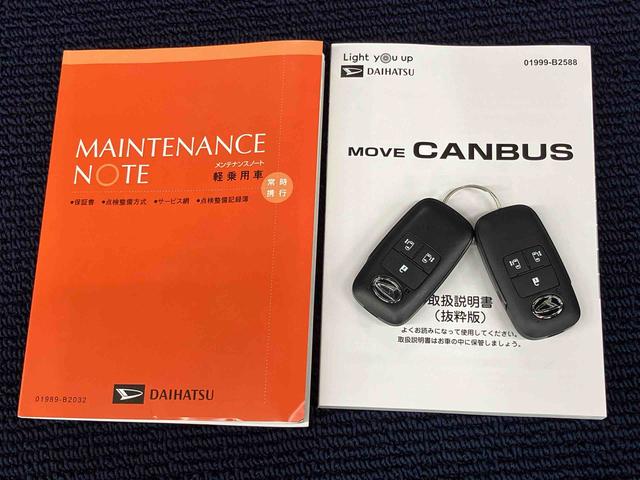 MAINTENANCE
NOTE
メンテナンスノート
軽乗用車
常時
携行
●保証書 ●点検整備方式 ●サービス網 ●点検整備記録簿
01989-B2032
DAIHATSU
Light you up
DAIHATSU
01999-B2588
MOVE CANBUS
取扱説明書
（抜粋版）
よくお読みになって使用してください。
取扱説明書はお車の中に保管しましょう。